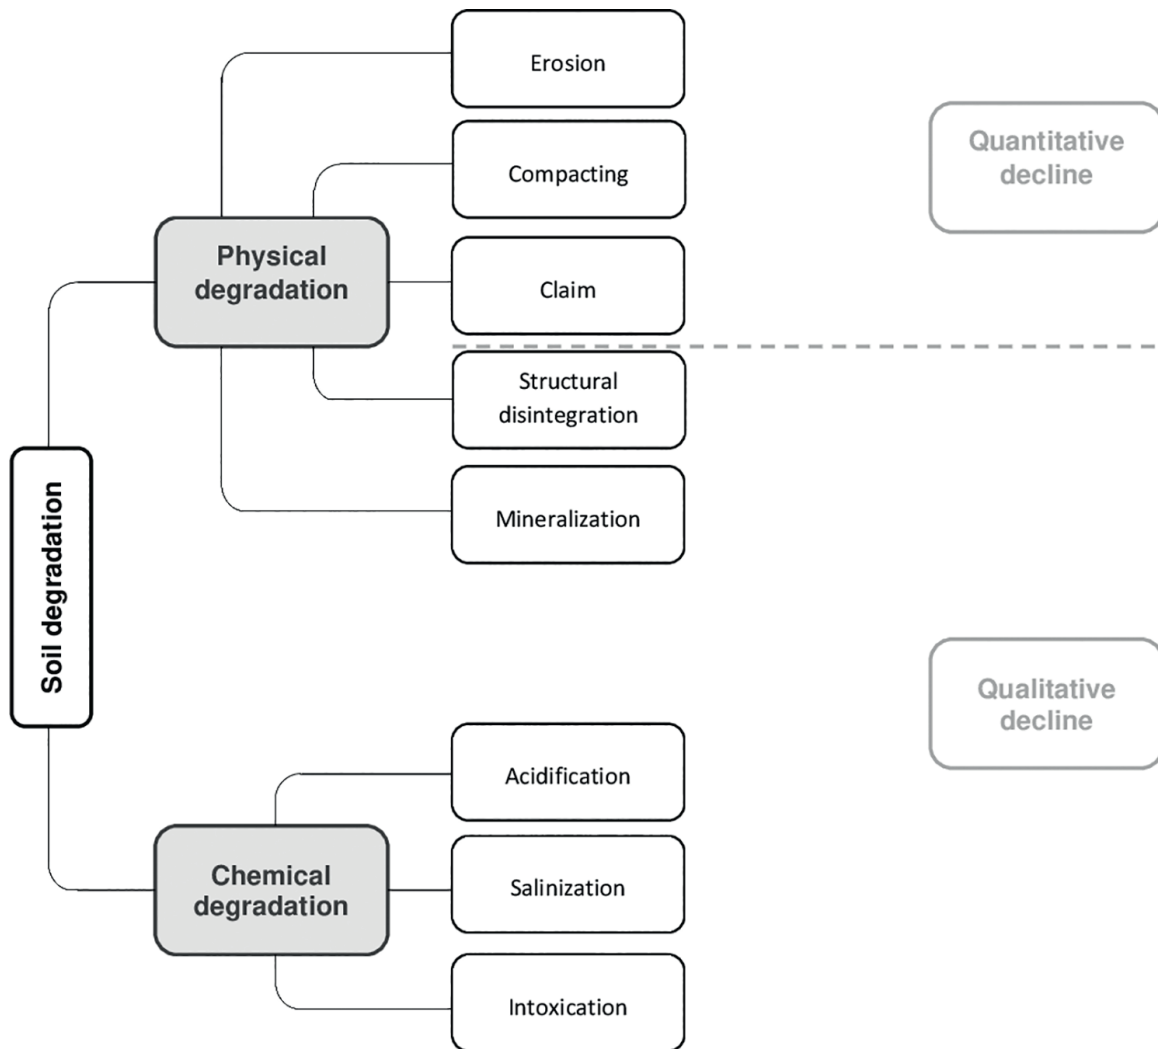 Erosion
Quantitative
decline
Compacting
Physical
degradation
Claim
Structural
disintegration
Mineralization
Soil degradation
Qualitative
decline
Acidification
Chemical
degradation
Salinization
Intoxication